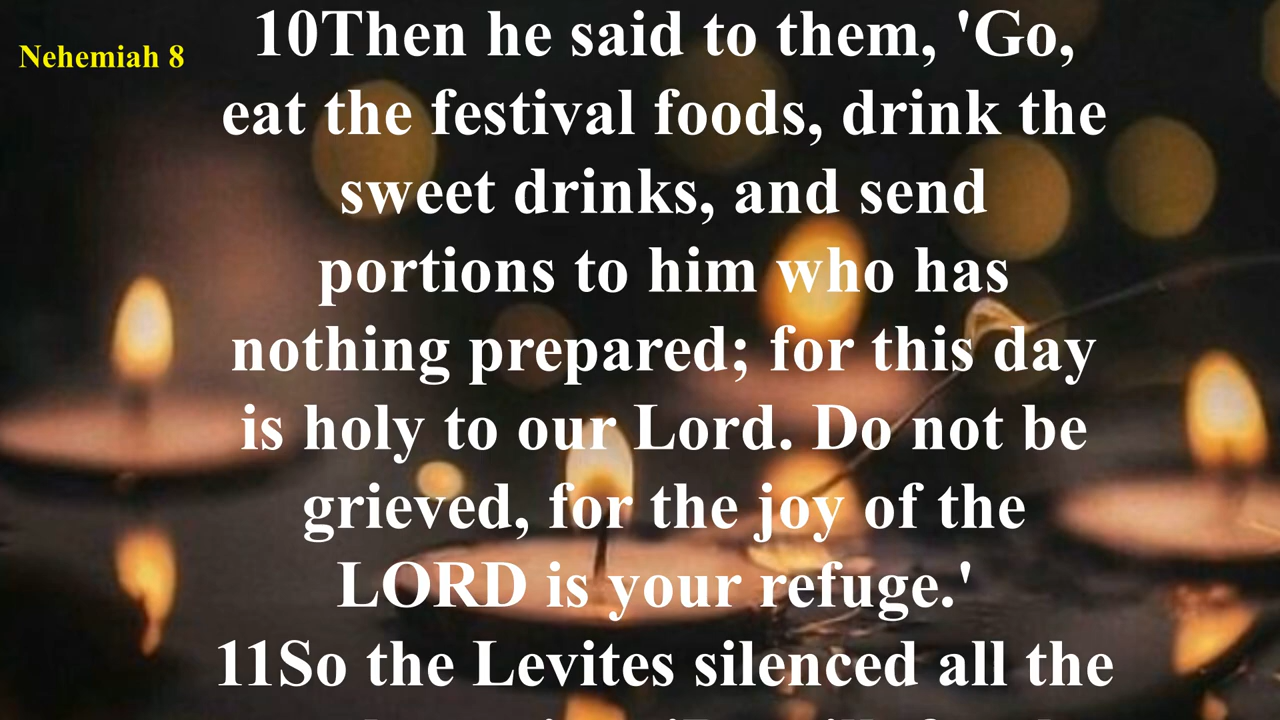 Nehemiah 8
10Then he said to them, 'Go,
eat the festival foods, drink the
sweet drinks, and send
portions to him who has
nothing prepared; for this day
is holy to our Lord. Do not be
grieved, for the joy of the
LORD is your refuge.'
11So the Levites silenced all the